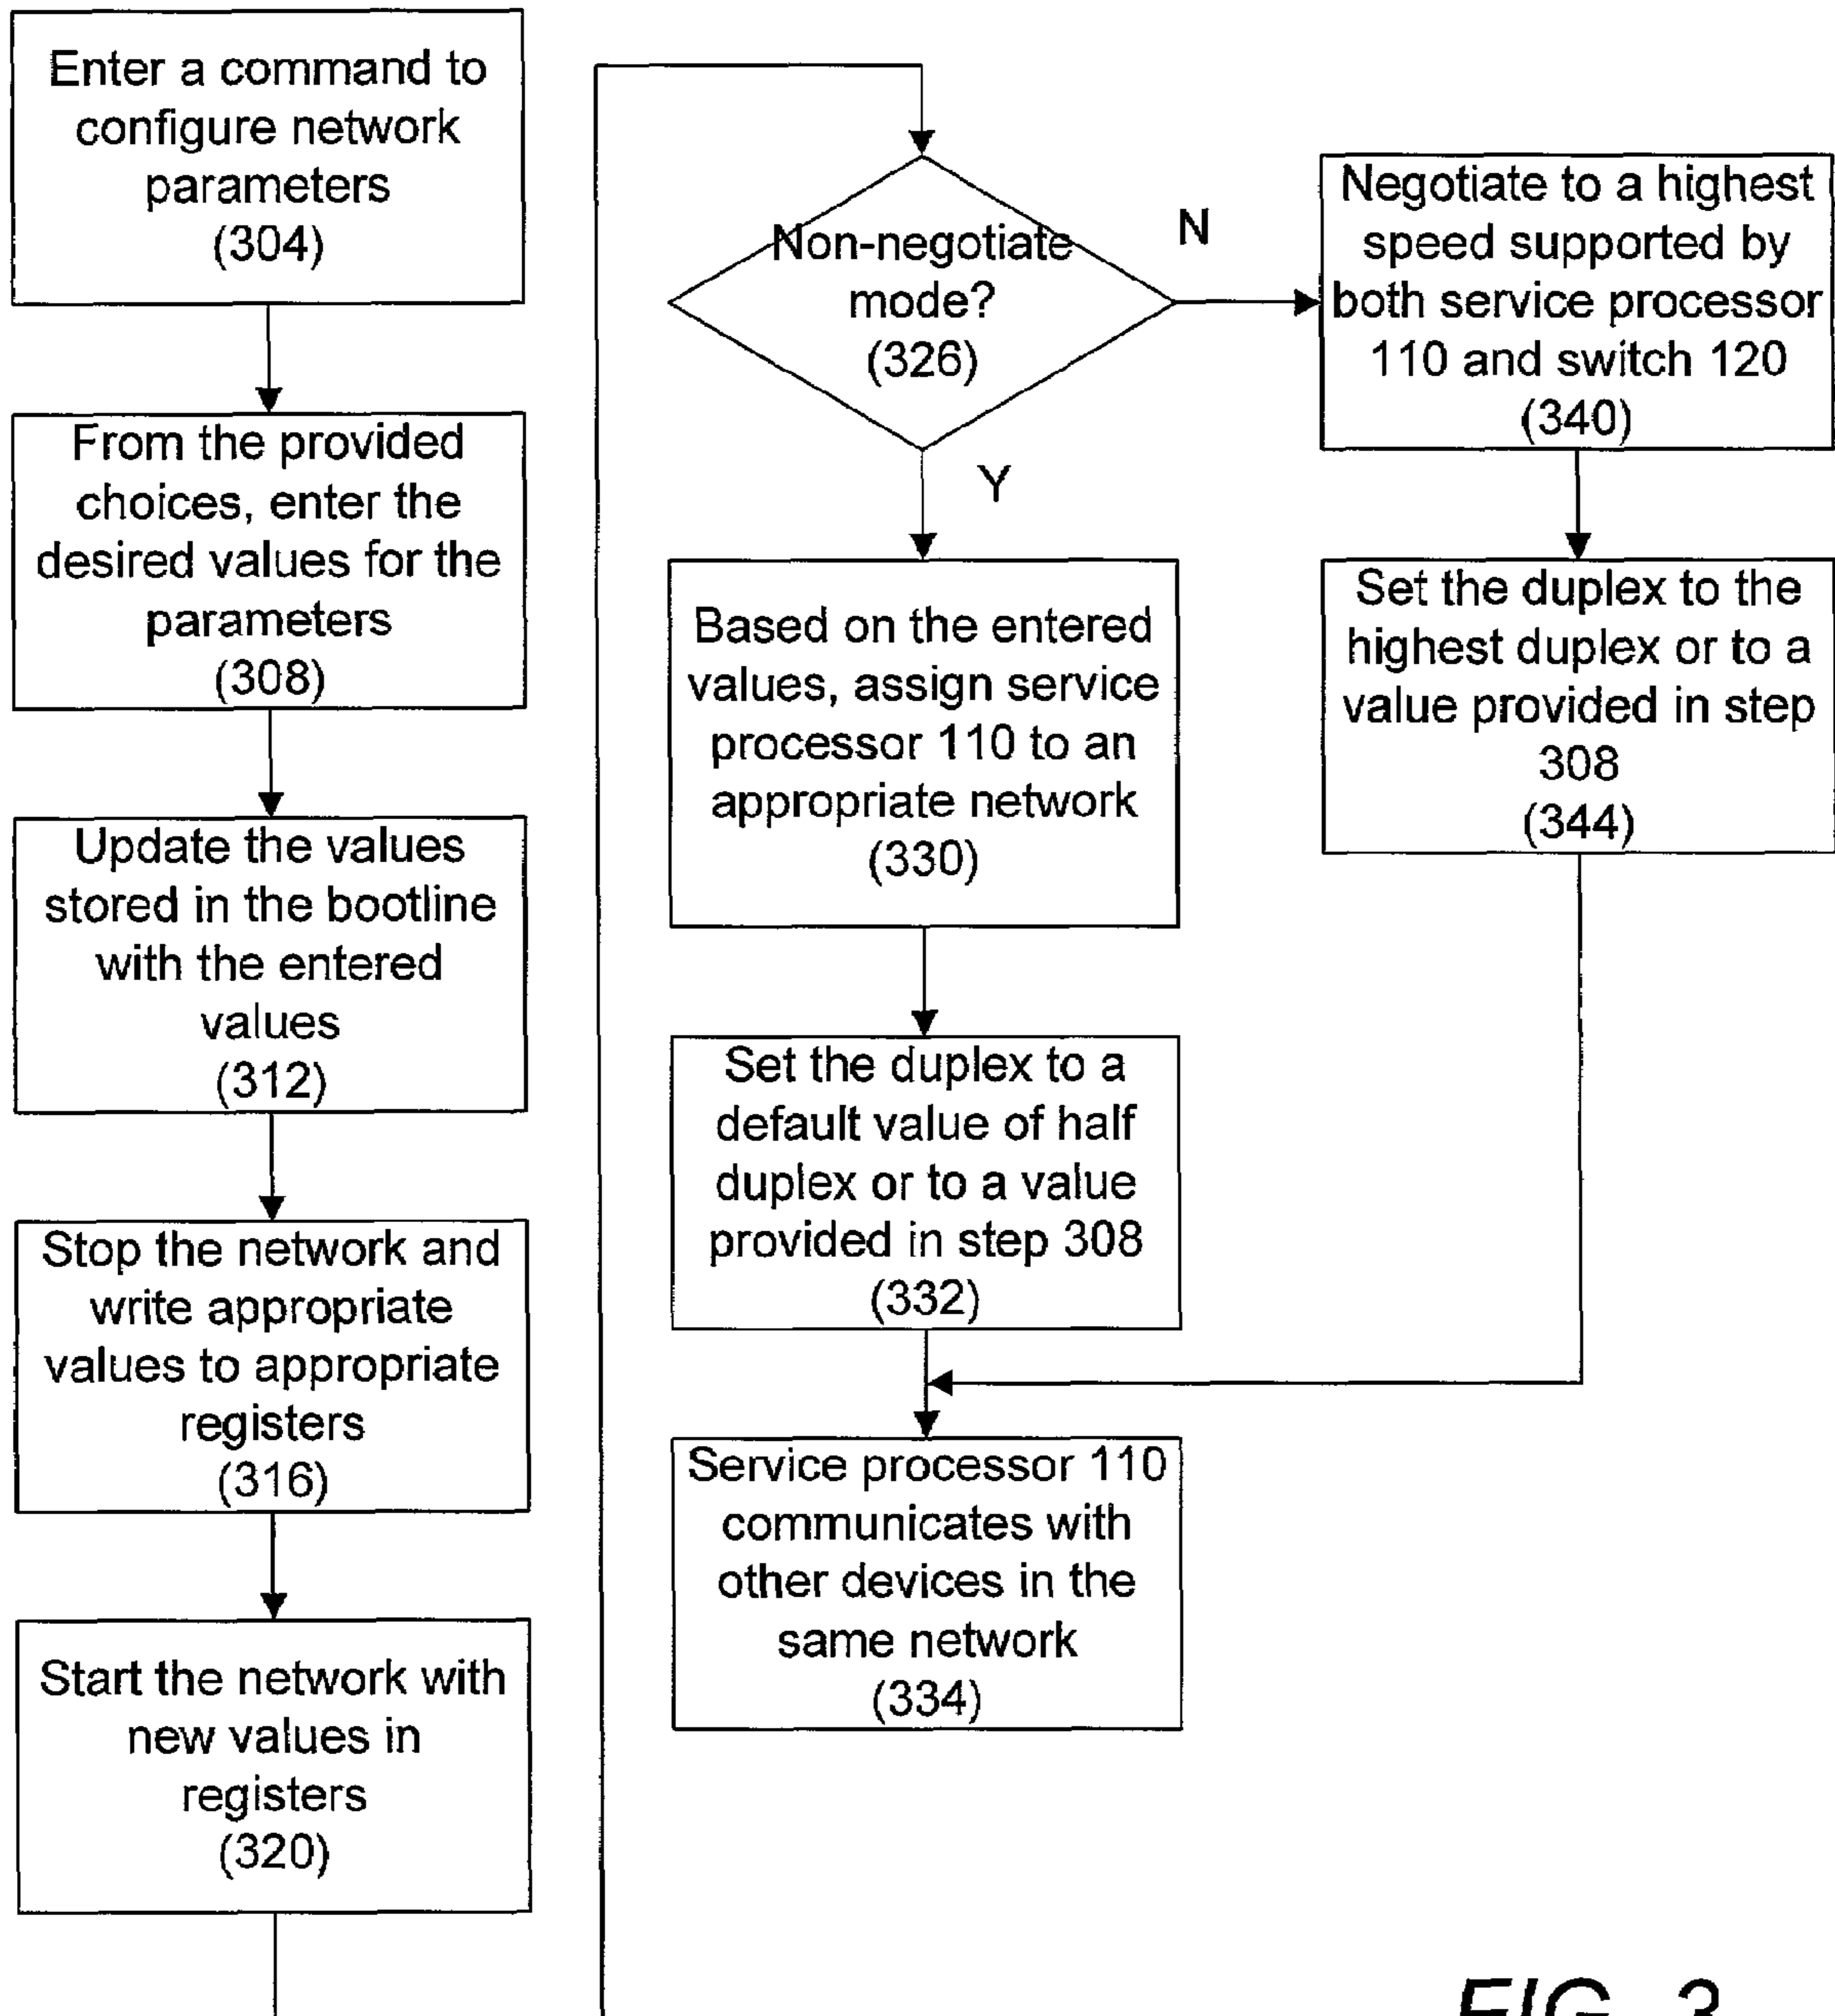 Enter a command to
configure network
parameters
(304)
From the provided
choices, enter the
desired values for the
parameters
(308)
Update the values
stored in the bootline
with the entered
values
(312)
Stop the network and
write appropriate
values to appropriate
registers
(316)
Start the network with
new values in
registers
(320)
Non-negotiate
mode?
(326)
N
Y
Based on the entered
values, assign service
processor 110 to an
appropriate network
(330)
Set the duplex to a
default value of half
duplex or to a value
provided in step 308
(332)
Service processor 110
communicates with
other devices in the
same network
(334)
Negotiate to a highest
speed supported by
both service processor
110 and switch 120
(340)
Set the duplex to the
highest duplex or to a
value provided in step
308
(344)
FIG. 3